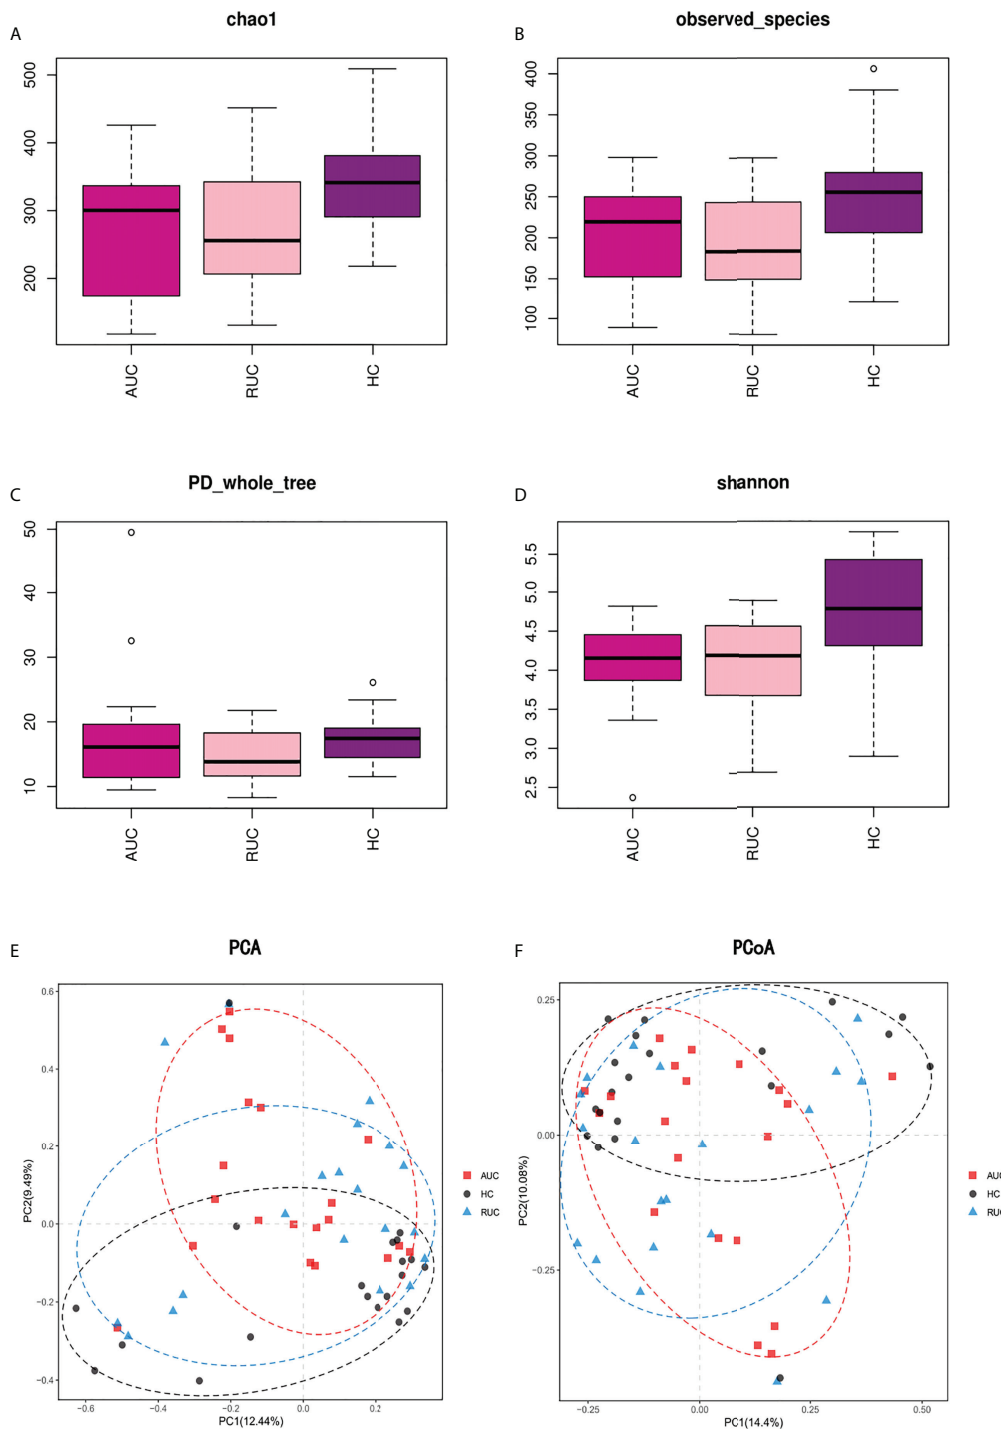 A
chao1
500
400
300
200
AUC
RUC
HC
B
observed_species
400
350
300
250
200
150
100
AUC
RUC
HC
C
PD_whole_tree
50
40
30
20
10
AUC
RUC
HC
D
shannon
5.5
5.0
4.5
4.0
3.5
3.0
2.5
AUC
RUC
HC
E
PCA
0.6
0.4
0.2
0.0
−0.2
−0.4
PC2(9.49%)
−0.6
−0.4
−0.2
0.0
0.2
PC1(12.44%)
AUC
HC
RUC
F
PCoA
0.25
0.00
−0.25
PC2(10.08%)
−0.25
0.00
0.25
0.50
PC1(14.4%)
AUC
HC
RUC